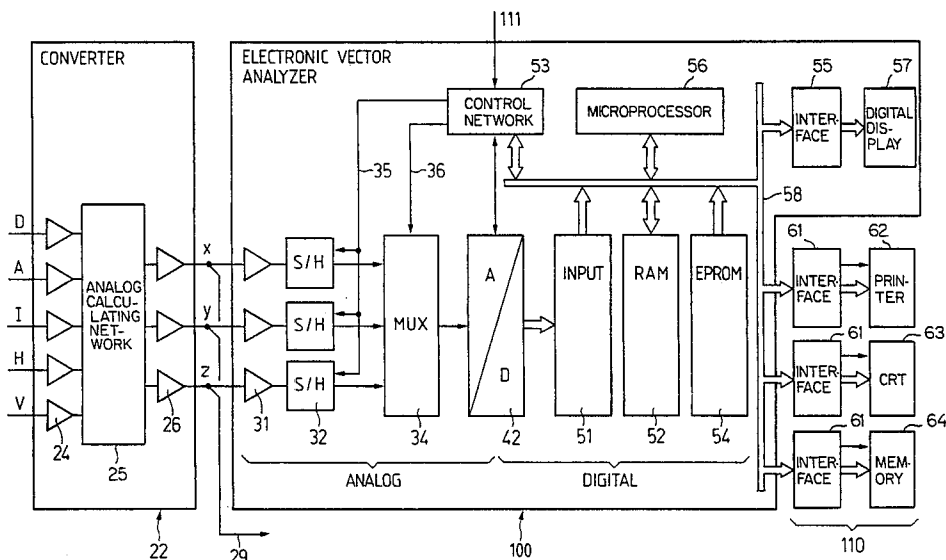 111
CONVERTER
ELECTRONIC VECTOR
ANALYZER
53
56
55
57
CONTROL
NETWORK
MICROPROCESSOR
INTER-
FACE
DIGITAL
DIS-
PLAY
35
36
58
D
A
I
H
V
ANALOG
CALCU-
LATING
NET-
WORK
x
y
z
S/H
S/H
S/H
MUX
A
D
INPUT
RAM
EPROM
61
62
INTER-
FACE
PRIN-
TER
61
63
INTER-
FACE
CRT
61
64
INTER-
FACE
MEM-
ORY
24
25
26
31
32
34
42
51
52
54
ANALOG
DIGITAL
22
29
100
110